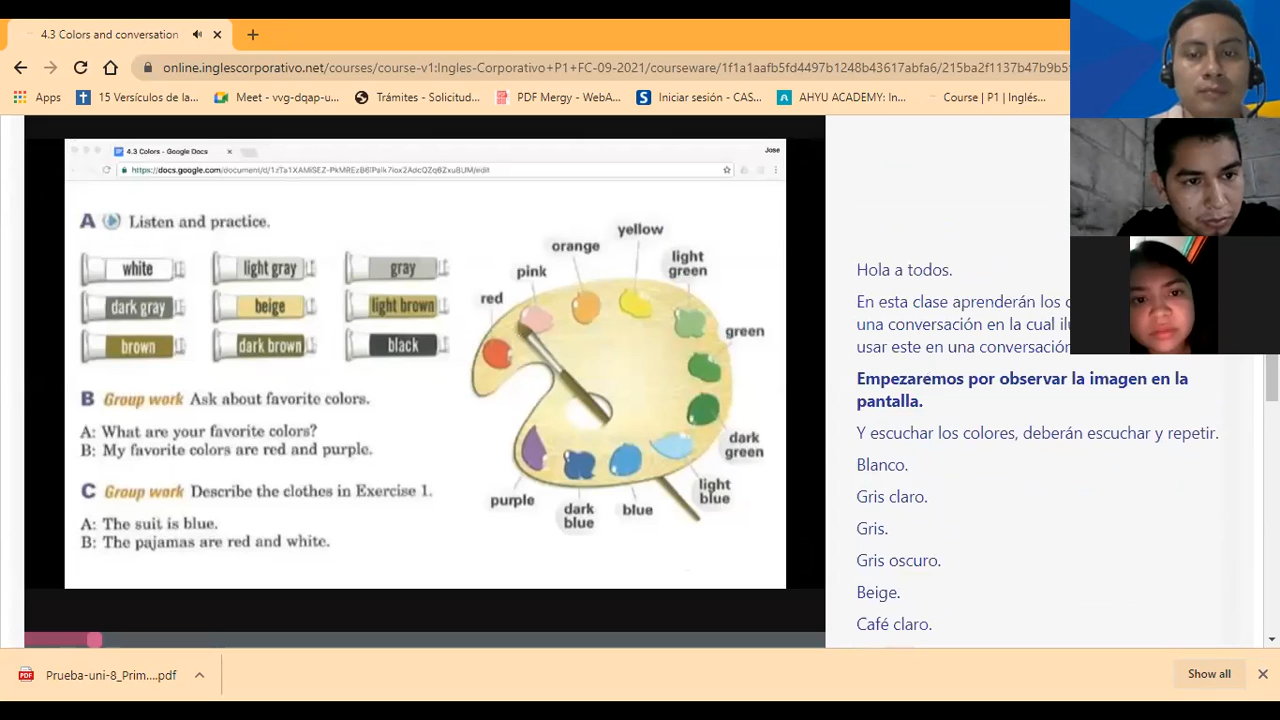 4.3 Colors and conversation
online.inglescorporativo.net/courses/course-v1:Ingles-Corporativo+P1+FC-09-2021/courseware/
Apps
15 Versículos de la...
Meet - vvg-dqap-u...
Trámites - Solicitud...
PDF Mergy - WebA...
Iniciar sesión - CAS...
AHYU ACADEMY: In...
Course | P1 | Inglés...
4.3 Colors - Google Docs
Jose
A Listen and practice.
white light gray gray
dark gray beige light brown
brown dark brown black
B Group work Ask about favorite colors.
A: What are your favorite colors?
B: My favorite colors are red and purple.
C Group work Describe the clothes in Exercise 1.
A: The suit is blue.
B: The pajamas are red and white.
red
pink
orange
yellow
light
green
green
dark
green
light
blue
blue
dark
blue
purple
Hola a todos.
En esta clase aprenderán los
una conversación en la cual
usar este en una conversación
Empezaremos por observar la imagen en la
pantalla.
Y escuchar los colores, deberán escuchar y repetir.
Blanco.
Gris claro.
Gris.
Gris oscuro.
Beige.
Café claro.
Prueba-uni-8_Prim....pdf
Show all